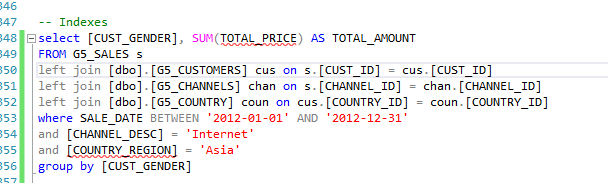 346
347 -- Indexes
348 select [CUST_GENDER], SUM(TOTAL_PRICE) AS TOTAL_AMOUNT
349 FROM G5_SALES s
350 left join [dbo].[G5_CUSTOMERS] cus on s.[CUST_ID] = cus.[CUST_ID]
351 left join [dbo].[G5_CHANNELS] chan on s.[CHANNEL_ID] = chan.[CHANNEL_ID]
352 left join [dbo].[G5_COUNTRY] coun on cus.[COUNTRY_ID] = coun.[COUNTRY_ID]
353 where SALE_DATE BETWEEN '2012-01-01' AND '2012-12-31'
354 and [CHANNEL_DESC] = 'Internet'
355 and [COUNTRY_REGION] = 'Asia'
356 group by [CUST_GENDER]
357